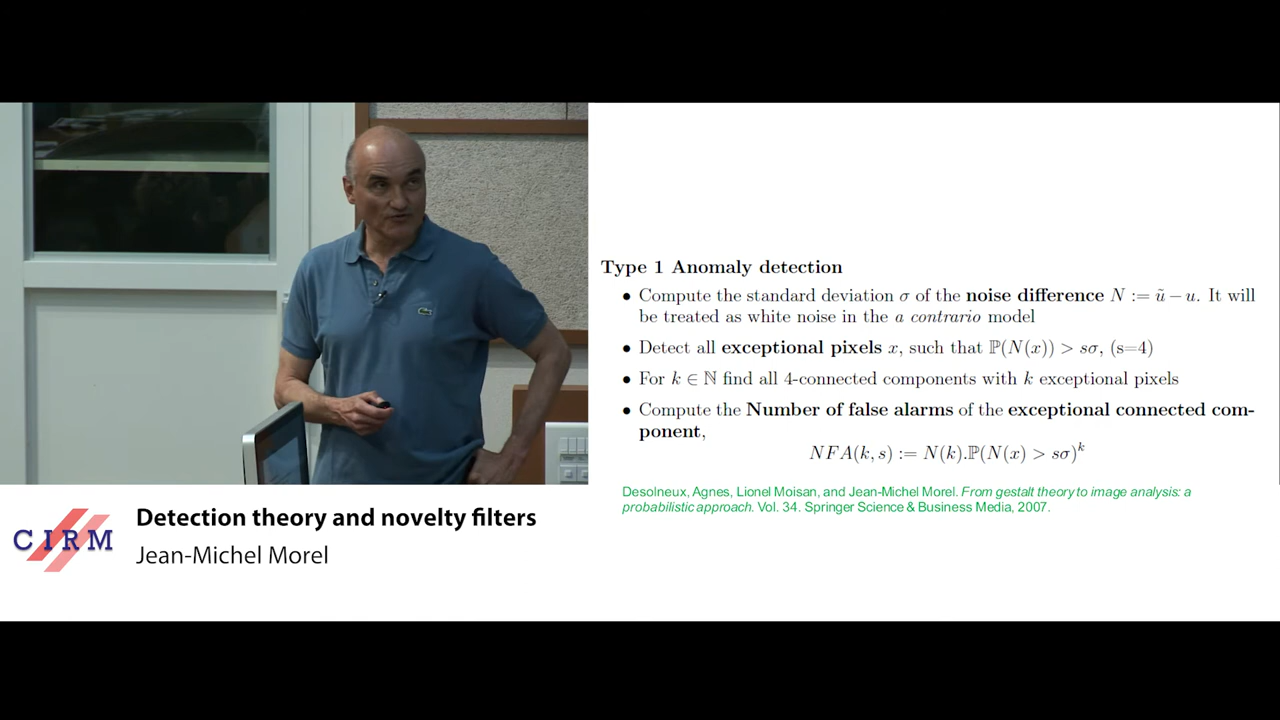 Type 1 Anomaly detection
• Compute the standard deviation σ of the noise difference N := ũ − u. It will
be treated as white noise in the a contrario model
• Detect all exceptional pixels x, such that ℙ(N(x)) > sσ, (s=4)
• For k ∈ ℕ find all 4-connected components with k exceptional pixels
• Compute the Number of false alarms of the exceptional connected com-
ponent,
NFA(k, s) := N(k).ℙ(N(x) > sσ)^k
Desolneux, Agnes, Lionel Moisan, and Jean-Michel Morel. From gestalt theory to image analysis: a
probabilistic approach. Vol. 34. Springer Science & Business Media, 2007.
CIRM
Detection theory and novelty filters
Jean-Michel Morel